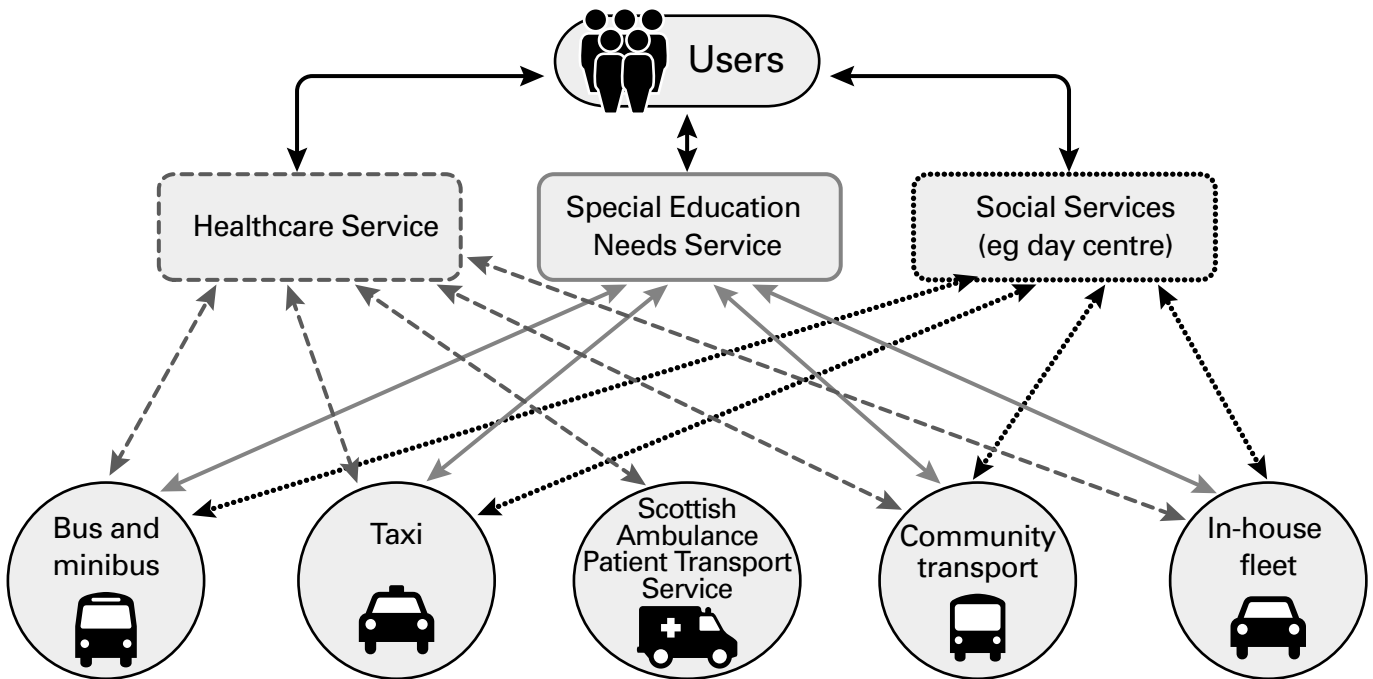 Users
Healthcare Service
Special Education
Needs Service
Social Services
(eg day centre)
Bus and
minibus
Taxi
Scottish
Ambulance
Patient Transport
Service
Community
transport
In-house
fleet